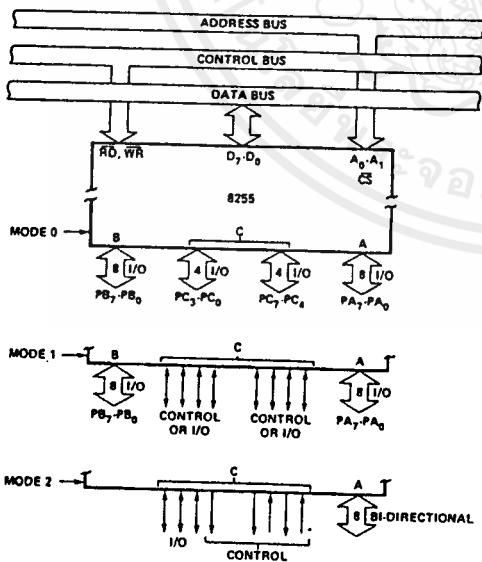 ADDRESS BUS
CONTROL BUS
DATA BUS
RD, WR D7-D0 A0-A1
CS
8255
MODE 0
B C A
8 I/O 4 I/O 4 I/O 8 I/O
PB7-PB0 PC3-PC0 PC7-PC4 PA7-PA0
MODE 1
B C A
8 I/O 8 I/O
PB7-PB0 CONTROL OR I/O CONTROL OR I/O PA7-PA0
MODE 2
C A
8 BI-DIRECTIONAL
I/O CONTROL